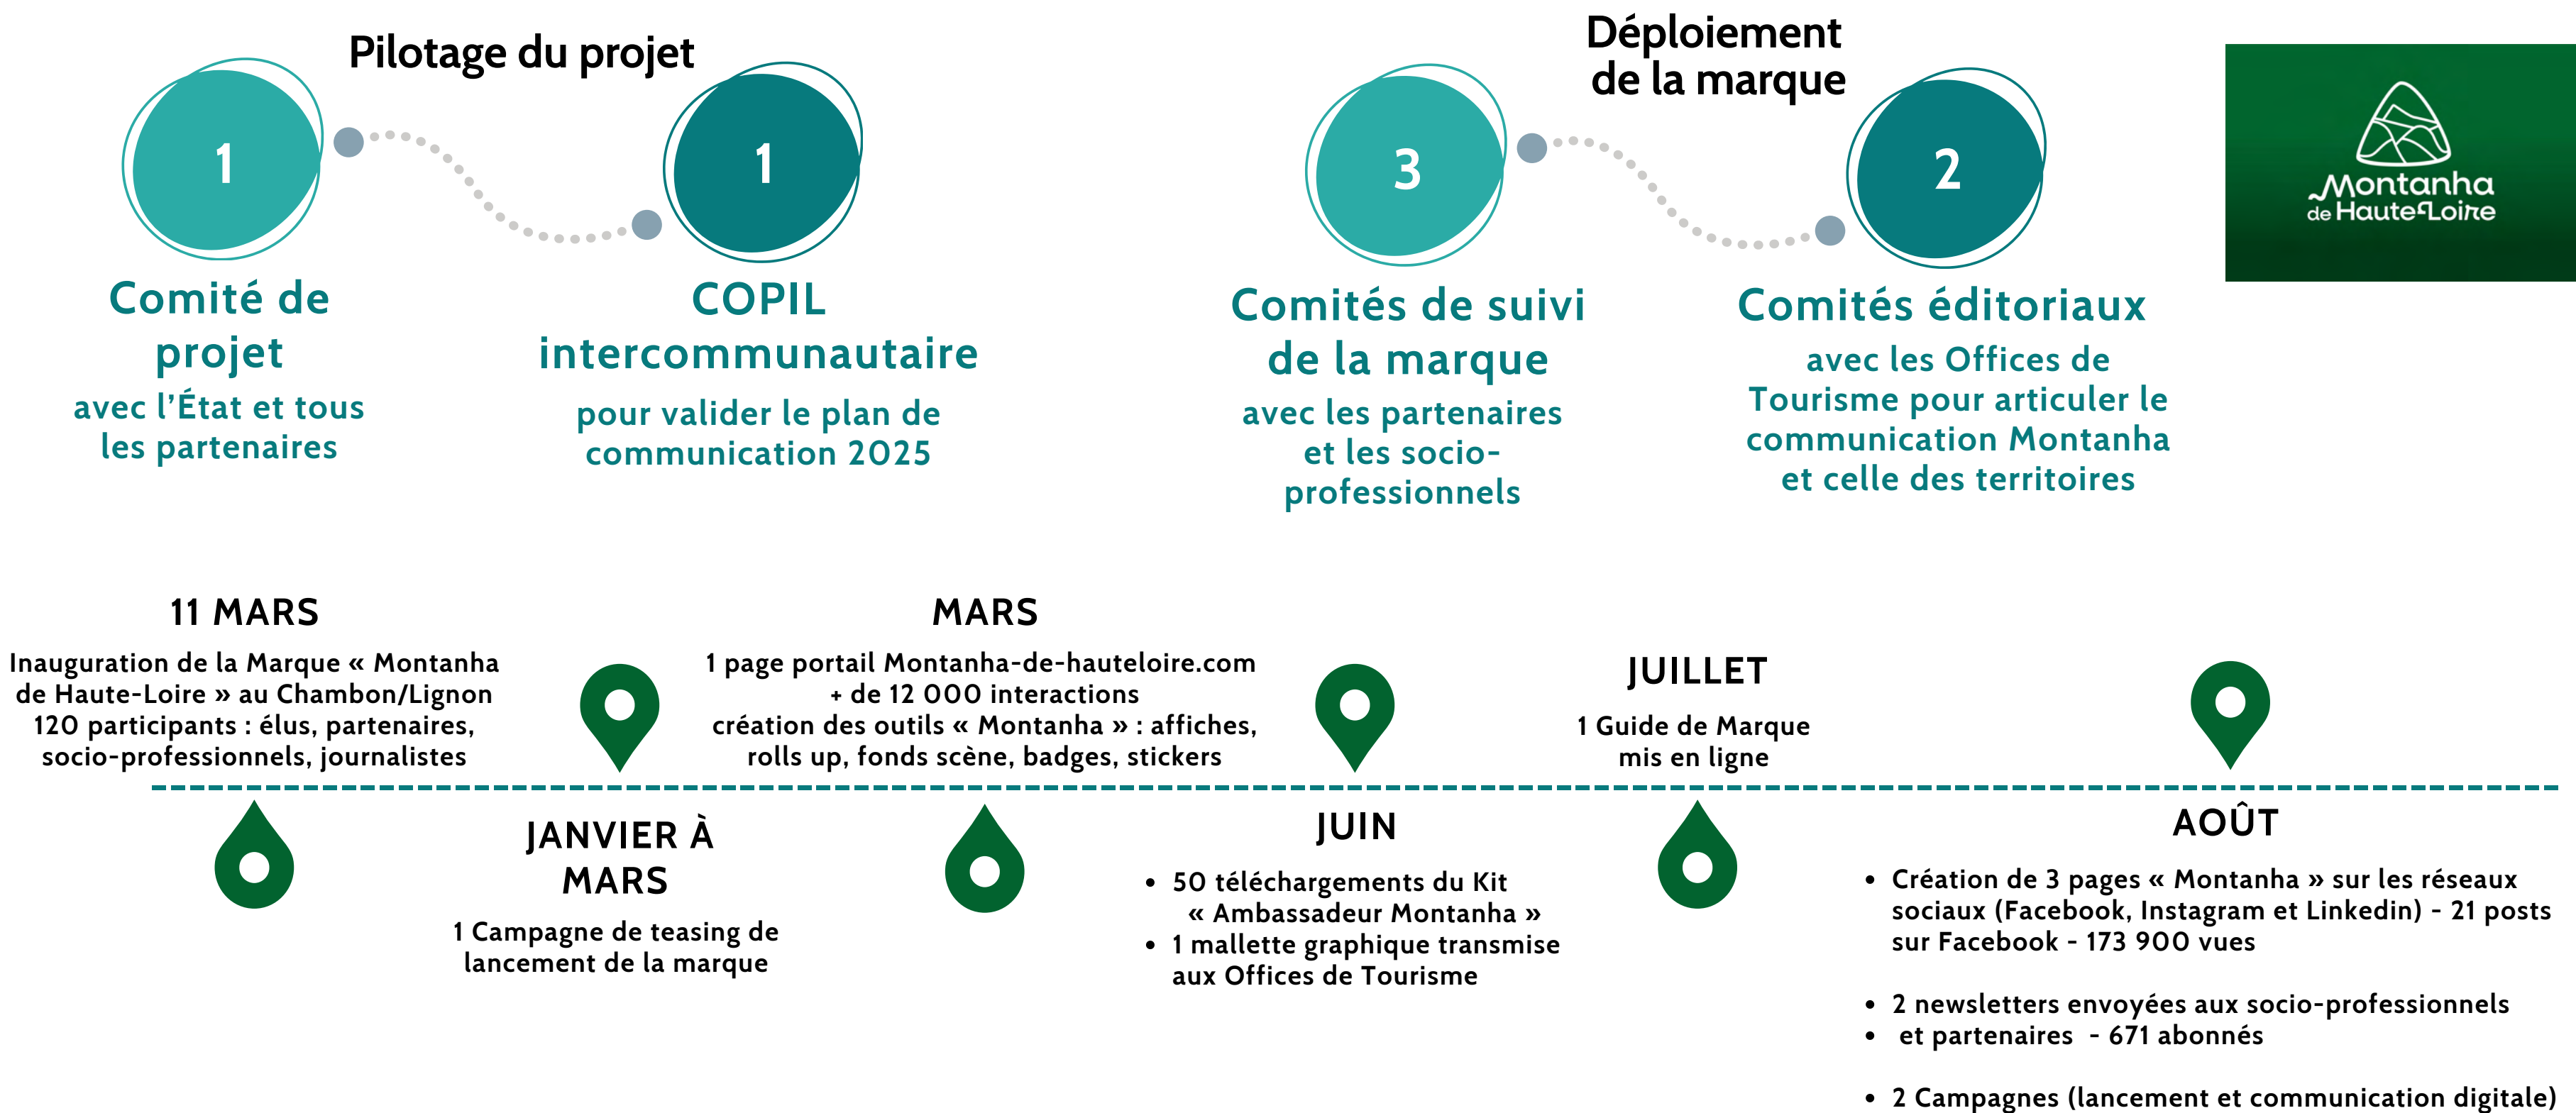 Pilotage du projet
1
1
Comité de
projet
avec l’État et tous
les partenaires
COPIL
intercommunautaire
pour valider le plan de
communication 2025
Déploiement
de la marque
3
2
Comités de suivi
de la marque
avec les partenaires
et les socio-
professionnels
Comités éditoriaux
avec les Offices de
Tourisme pour articuler le
communication Montanha
et celle des territoires
Montanha
de Haute-Loire
11 MARS
Inauguration de la Marque « Montanha
de Haute-Loire » au Chambon/Lignon
120 participants : élus, partenaires,
socio-professionnels, journalistes
JANVIER À
MARS
1 Campagne de teasing de
lancement de la marque
MARS
1 page portail Montanha-de-hauteloire.com
+ de 12 000 interactions
création des outils « Montanha » : affiches,
rolls up, fonds scène, badges, stickers
JUIN
• 50 téléchargements du Kit
« Ambassadeur Montanha »
• 1 mallette graphique transmise
aux Offices de Tourisme
JUILLET
1 Guide de Marque
mis en ligne
AOÛT
• Création de 3 pages « Montanha » sur les réseaux
sociaux (Facebook, Instagram et Linkedin) - 21 posts
sur Facebook - 173 900 vues
• 2 newsletters envoyées aux socio-professionnels
• et partenaires - 671 abonnés
• 2 Campagnes (lancement et communication digitale)